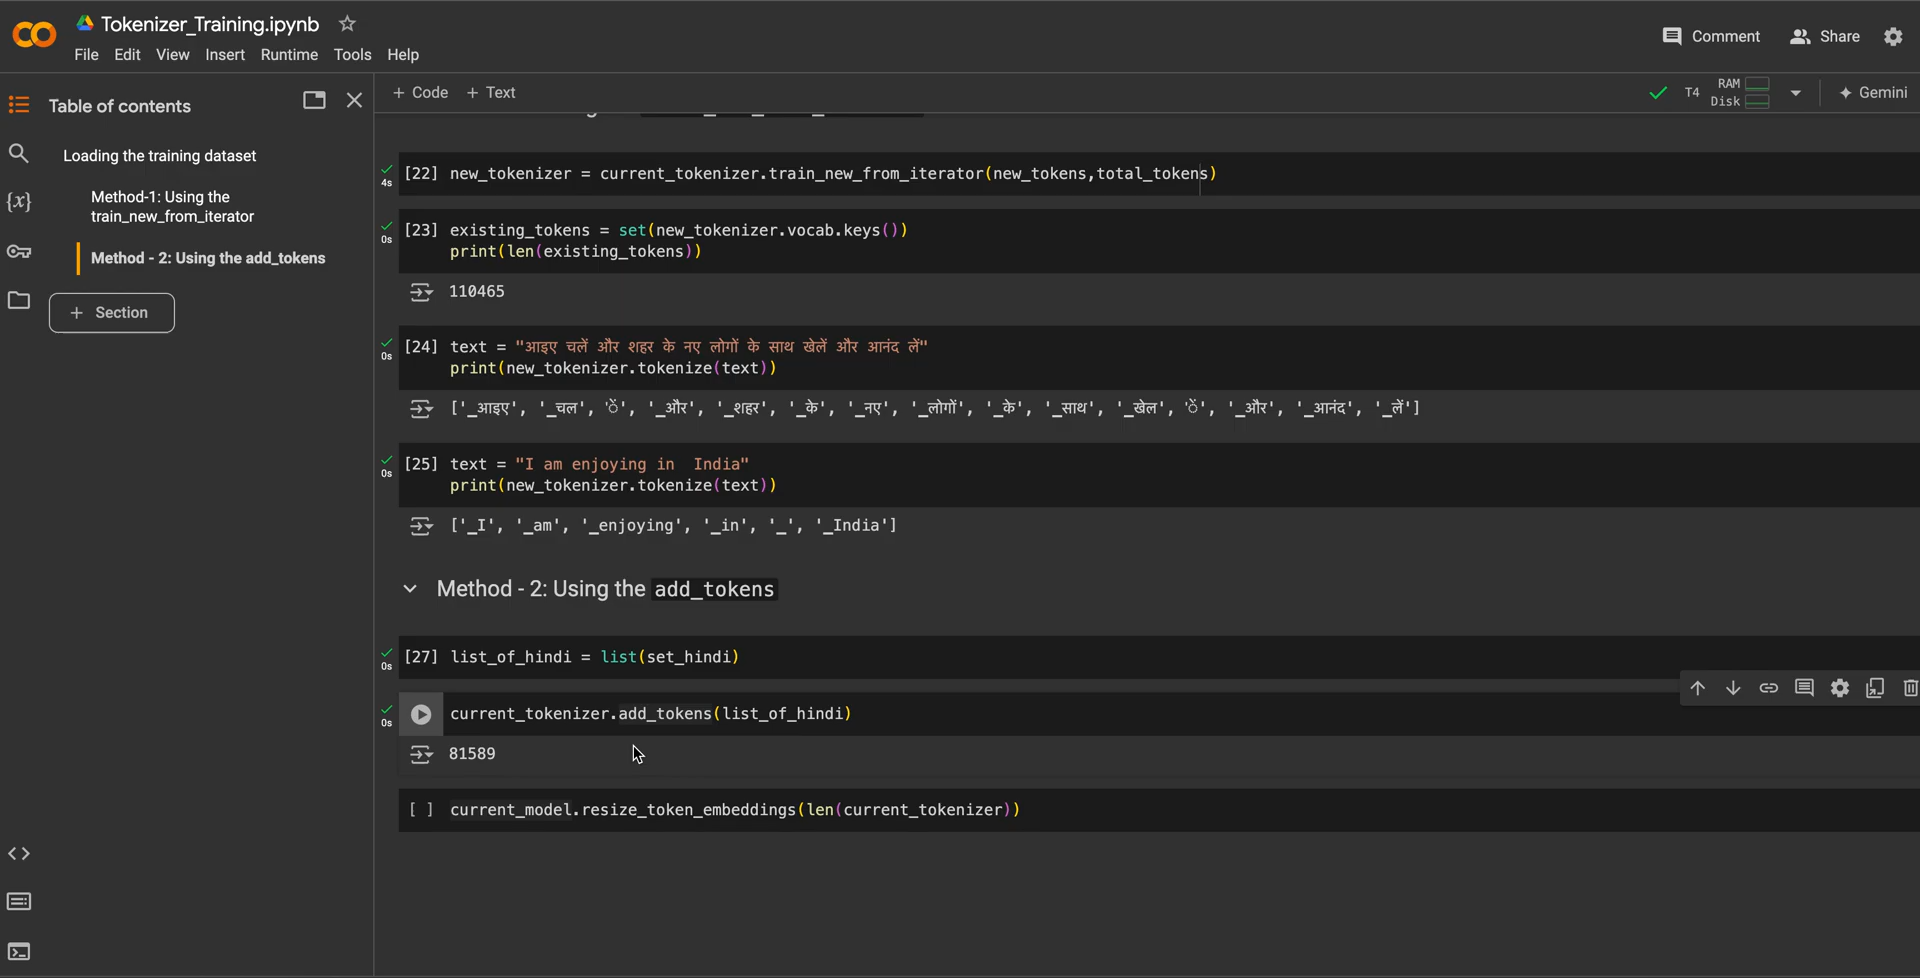 Tokenizer_Training.ipynb
File Edit View Insert Runtime Tools Help
Comment Share
Table of contents
+ Code + Text
T4 RAM Disk
Gemini
Loading the training dataset
Method-1: Using the
train_new_from_iterator
Method - 2: Using the add_tokens
+ Section
4s [22] new_tokenizer = current_tokenizer.train_new_from_iterator(new_tokens,total_tokens)
0s [23] existing_tokens = set(new_tokenizer.vocab.keys())
print(len(existing_tokens))
110465
0s [24] text = "आइए चलें और शहर के नए लोगों के साथ खेलें और आनंद लें"
print(new_tokenizer.tokenize(text))
['_आइए', '_चल', 'ें', '_और', '_शहर', '_के', '_नए', '_लोगों', '_के', '_साथ', '_खेल', 'ें', '_और', '_आनंद', '_लें']
0s [25] text = "I am enjoying in  India"
print(new_tokenizer.tokenize(text))
['_I', '_am', '_enjoying', '_in', '_', '_India']
Method - 2: Using the add_tokens
0s [27] list_of_hindi = list(set_hindi)
0s current_tokenizer.add_tokens(list_of_hindi)
81589
[ ] current_model.resize_token_embeddings(len(current_tokenizer))